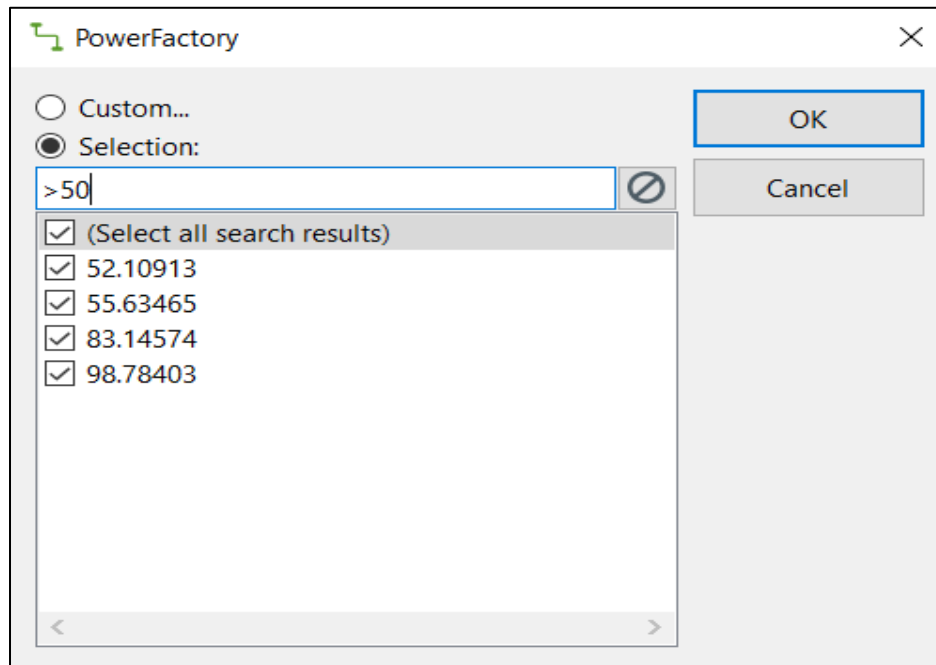 PowerFactory
Custom...
OK
Selection:
>50
Cancel
(Select all search results)
52.10913
55.63465
83.14574
98.78403